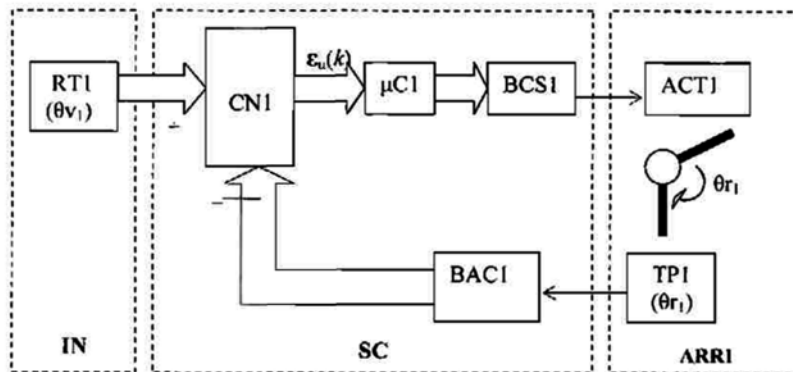 RT1
(θv₁)
CN1
εᵤ(k)
μC1
BCS1
ACT1
θr₁
BAC1
TP1
(θr₁)
IN
SC
ARR1